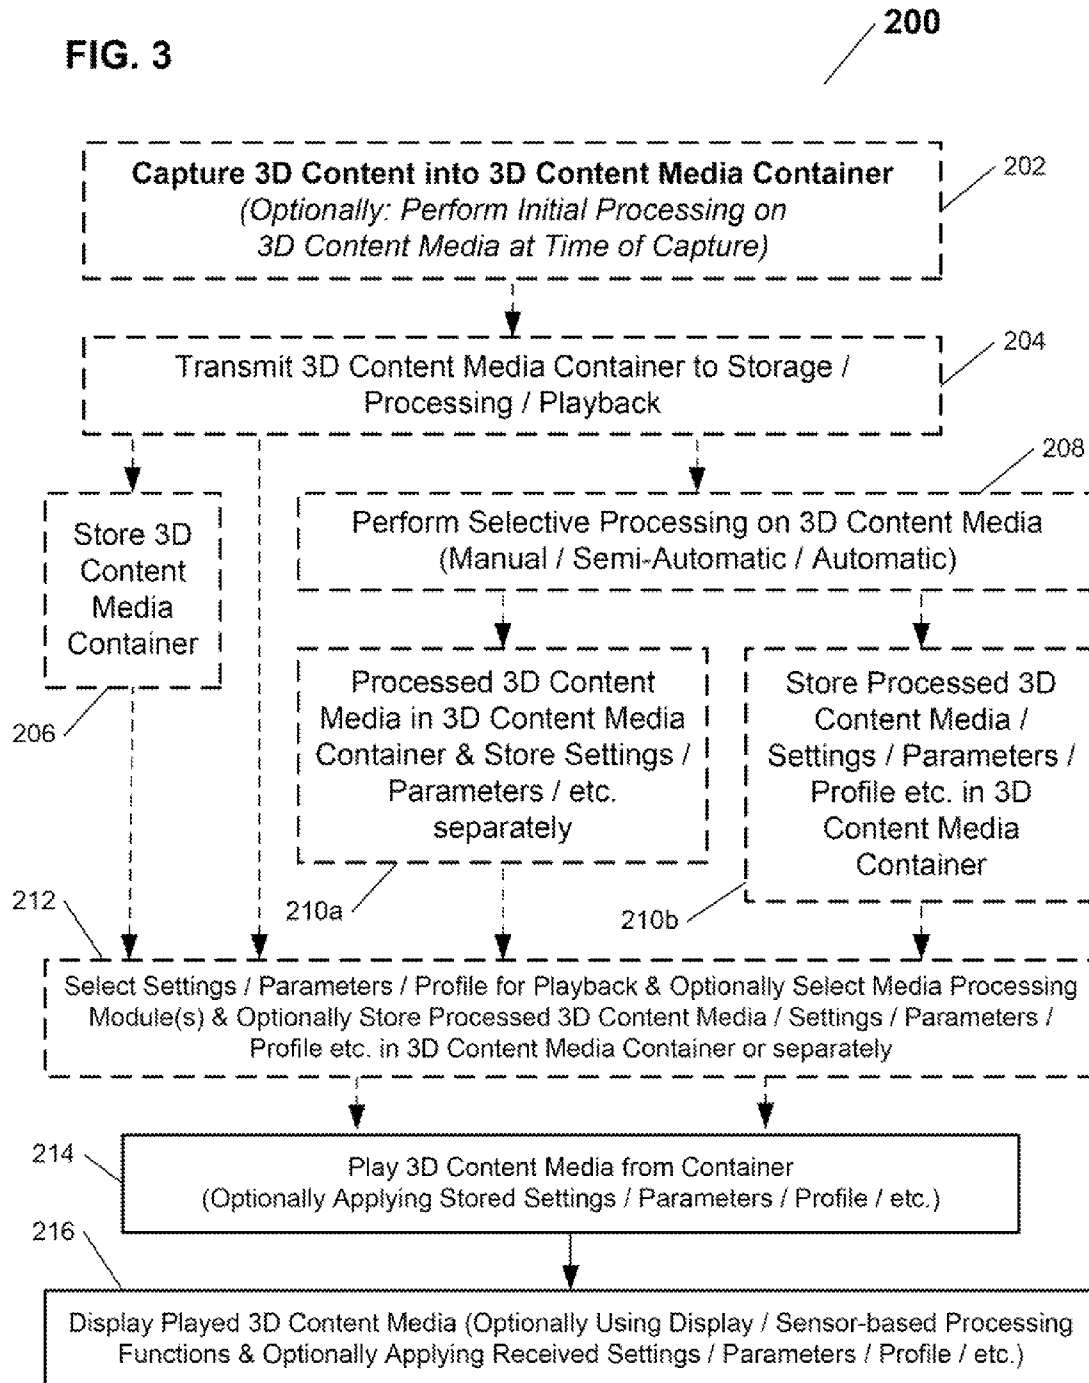 FIG. 3
200
Capture 3D Content into 3D Content Media Container
(Optionally: Perform Initial Processing on
3D Content Media at Time of Capture)
202
Transmit 3D Content Media Container to Storage /
Processing / Playback
204
208
Store 3D
Content
Media
Container
206
Perform Selective Processing on 3D Content Media
(Manual / Semi-Automatic / Automatic)
Processed 3D Content
Media in 3D Content Media
Container & Store Settings /
Parameters / etc.
separately
210a
Store Processed 3D
Content Media /
Settings / Parameters /
Profile etc. in 3D
Content Media
Container
210b
212
Select Settings / Parameters / Profile for Playback & Optionally Select Media Processing
Module(s) & Optionally Store Processed 3D Content Media / Settings / Parameters /
Profile etc. in 3D Content Media Container or separately
214
Play 3D Content Media from Container
(Optionally Applying Stored Settings / Parameters / Profile / etc.)
216
Display Played 3D Content Media (Optionally Using Display / Sensor-based Processing
Functions & Optionally Applying Received Settings / Parameters / Profile / etc.)